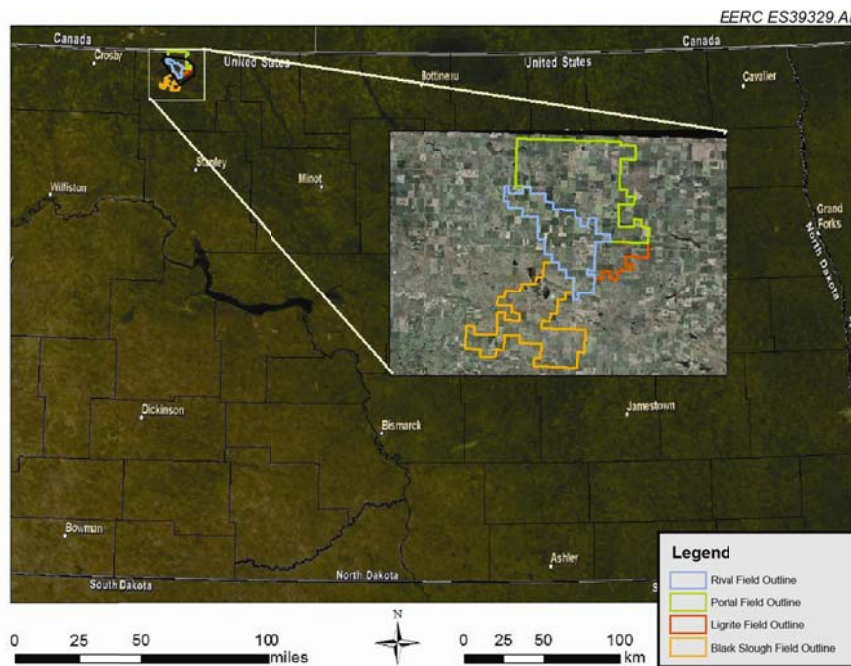 EERC ES39329.AI
Canada
Canada
Crosby
United States
Bottineau
United States
Cavalier
Stanley
Williston
Minot
Grand
Forks
North Dakota
Dickinson
Bismarck
Jamestown
Bowman
Ashler
South Dakota
North Dakota
S
Legend
Rival Field Outline
Portal Field Outline
Lignite Field Outline
Black Slough Field Outline
N
0 25 50 100
miles
0 25 50 100
km